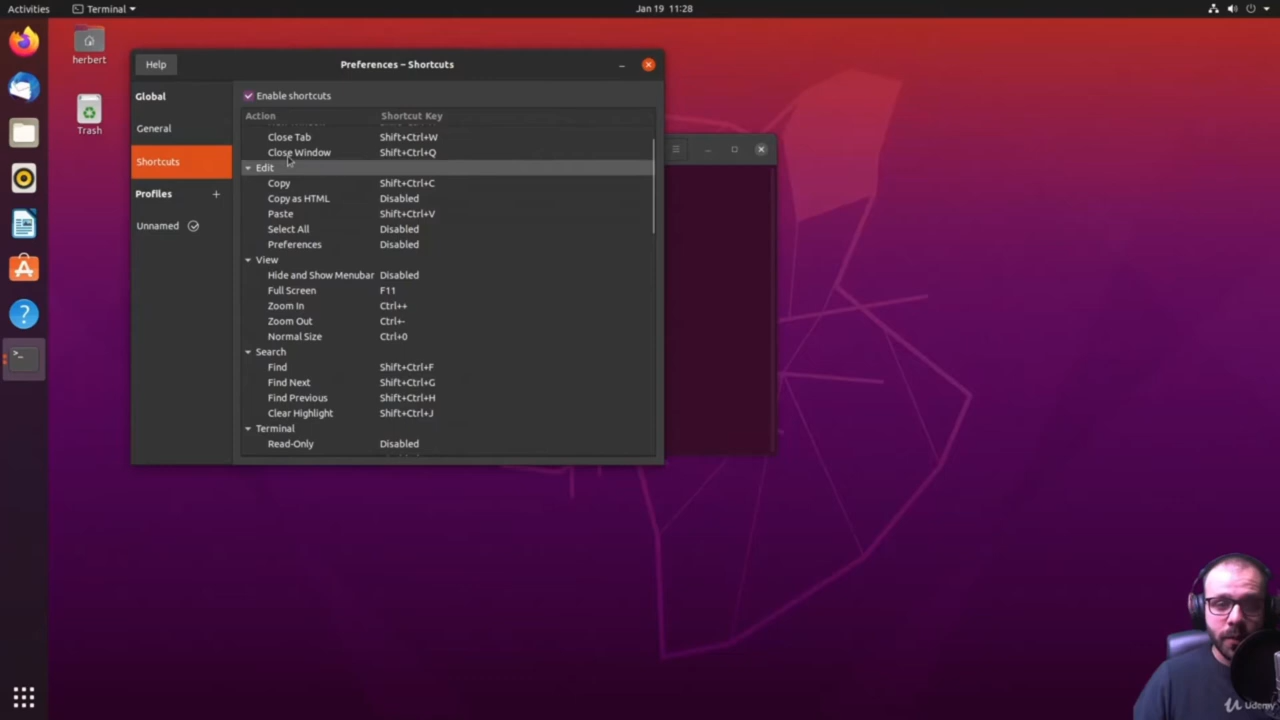 Activities
Terminal
Jan 19 11:28
herbert
Trash
Help
Preferences – Shortcuts
Global
General
Shortcuts
Profiles +
Unnamed
Enable shortcuts
Action Shortcut Key
Close Tab Shift+Ctrl+W
Close Window Shift+Ctrl+Q
Edit
Copy Shift+Ctrl+C
Copy as HTML Disabled
Paste Shift+Ctrl+V
Select All Disabled
Preferences Disabled
View
Hide and Show Menubar Disabled
Full Screen F11
Zoom In Ctrl++
Zoom Out Ctrl+-
Normal Size Ctrl+0
Search
Find Shift+Ctrl+F
Find Next Shift+Ctrl+G
Find Previous Shift+Ctrl+H
Clear Highlight Shift+Ctrl+J
Terminal
Read-Only Disabled
Udemy